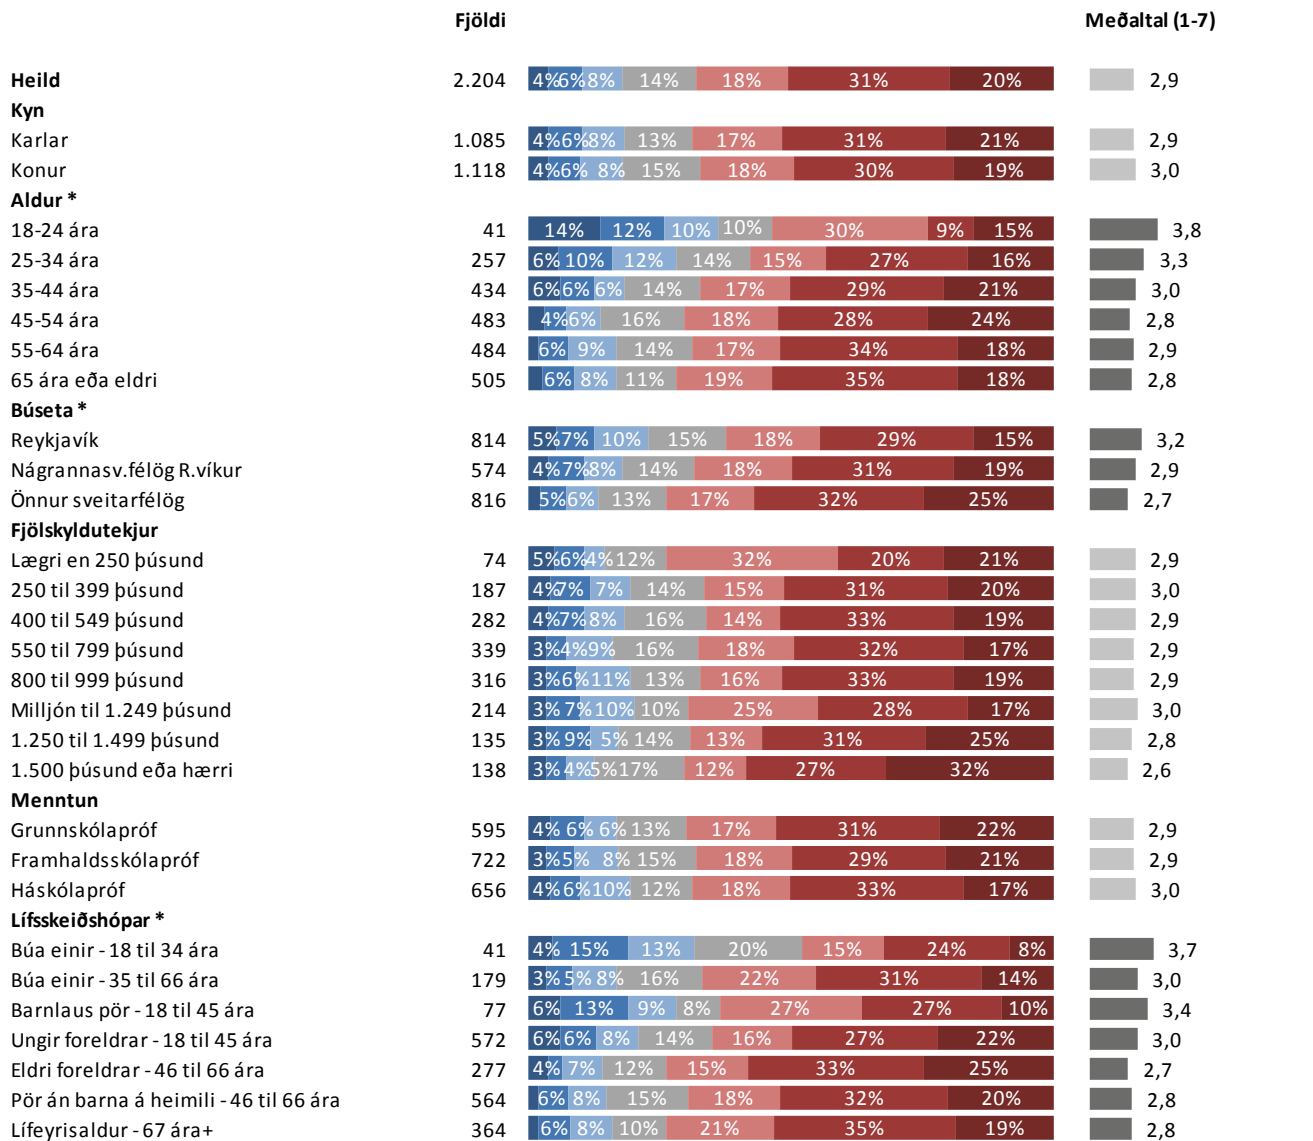 Fjöldi Meðaltal (1-7)
Heild 2.204 4% 6% 8% 14% 18% 31% 20% 2,9
Kyn
Karlar 1.085 4% 6% 8% 13% 17% 31% 21% 2,9
Konur 1.118 4% 6% 8% 15% 18% 30% 19% 3,0
Aldur *
18-24 ára 41 14% 12% 10% 10% 30% 9% 15% 3,8
25-34 ára 257 6% 10% 12% 14% 15% 27% 16% 3,3
35-44 ára 434 6% 6% 6% 14% 17% 29% 21% 3,0
45-54 ára 483 4% 6% 16% 18% 28% 24% 2,8
55-64 ára 484 6% 9% 14% 17% 34% 18% 2,9
65 ára eða eldri 505 6% 8% 11% 19% 35% 18% 2,8
Búseta *
Reykjavík 814 5% 7% 10% 15% 18% 29% 15% 3,2
Nágrannasv.félög R.víkur 574 4% 7% 8% 14% 18% 31% 19% 2,9
Önnur sveitarfélög 816 5% 6% 13% 17% 32% 25% 2,7
Fjölskyldutekjur
Lægri en 250 þúsund 74 5% 6% 4% 12% 32% 20% 21% 2,9
250 til 399 þúsund 187 4% 7% 7% 14% 15% 31% 20% 3,0
400 til 549 þúsund 282 4% 7% 8% 16% 14% 33% 19% 2,9
550 til 799 þúsund 339 3% 4% 9% 16% 18% 32% 17% 2,9
800 til 999 þúsund 316 3% 6% 11% 13% 16% 33% 19% 2,9
Milljón til 1.249 þúsund 214 3% 7% 10% 10% 25% 28% 17% 3,0
1.250 til 1.499 þúsund 135 3% 9% 5% 14% 13% 31% 25% 2,8
1.500 þúsund eða hærri 138 3% 4% 5% 17% 12% 27% 32% 2,6
Menntun
Grunnskólapróf 595 4% 6% 6% 13% 17% 31% 22% 2,9
Framhaldsskólapróf 722 3% 5% 8% 15% 18% 29% 21% 2,9
Háskólapróf 656 4% 6% 10% 12% 18% 33% 17% 3,0
Lífsskeiðshópar *
Búa einir - 18 til 34 ára 41 4% 15% 13% 20% 15% 24% 8% 3,7
Búa einir - 35 til 66 ára 179 3% 5% 8% 16% 22% 31% 14% 3,0
Barnlaus pör - 18 til 45 ára 77 6% 13% 9% 8% 27% 27% 10% 3,4
Ungir foreldrar - 18 til 45 ára 572 6% 6% 8% 14% 16% 27% 22% 3,0
Eldri foreldrar - 46 til 66 ára 277 4% 7% 12% 15% 33% 25% 2,7
Pör án barna á heimili - 46 til 66 ára 564 6% 8% 15% 18% 32% 20% 2,8
Lífeyrisaldur - 67 ára+ 364 6% 8% 10% 21% 35% 19% 2,8